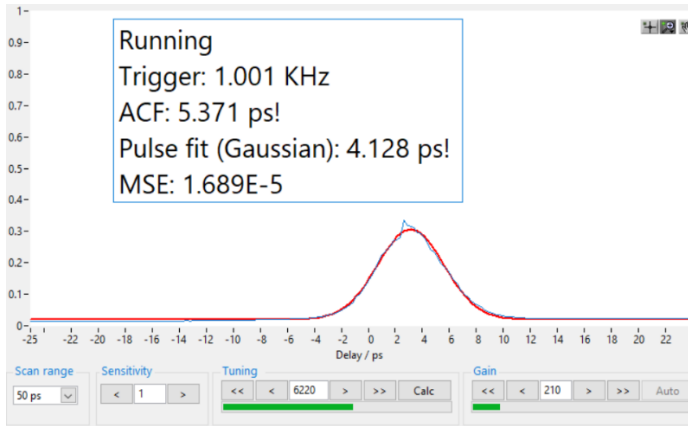 1-
0.9-
0.8-
0.7-
0.6-
0.5-
0.4-
0.3-
0.2-
0.1-
0-
Running
Trigger: 1.001 KHz
ACF: 5.371 ps!
Pulse fit (Gaussian): 4.128 ps!
MSE: 1.689E-5
-25 -22 -20 -18 -16 -14 -12 -10 -8 -6 -4 -2 0 2 4 6 8 10 12 14 16 18 20 22
Delay / ps
Scan range
50 ps
Sensitivity
< 1 >
Tuning
<< < 6220 > >> Calc
Gain
<< < 210 > >> Auto